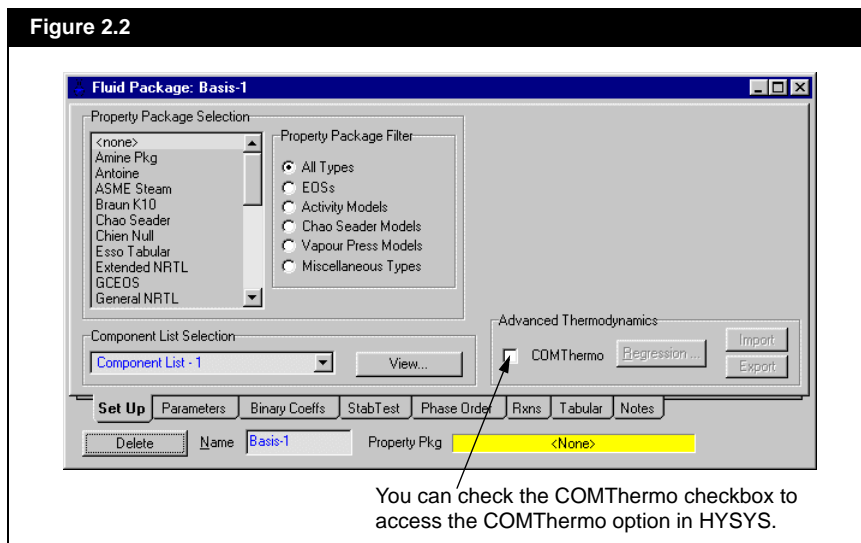 Figure 2.2
Fluid Package: Basis-1
Property Package Selection
<none>
Amine Pkg
Antoine
ASME Steam
Braun K10
Chao Seader
Chien Null
Esso Tabular
Extended NRTL
GCEOS
General NRTL
Property Package Filter
All Types
EOSs
Activity Models
Chao Seader Models
Vapour Press Models
Miscellaneous Types
Component List Selection
Component List - 1
View...
Advanced Thermodynamics
COMThermo
Regression ...
Import
Export
Set Up Parameters Binary Coeffs StabTest Phase Order Rxns Tabular Notes
Delete Name Basis-1 Property Pkg <None>
You can check the COMThermo checkbox to
access the COMThermo option in HYSYS.